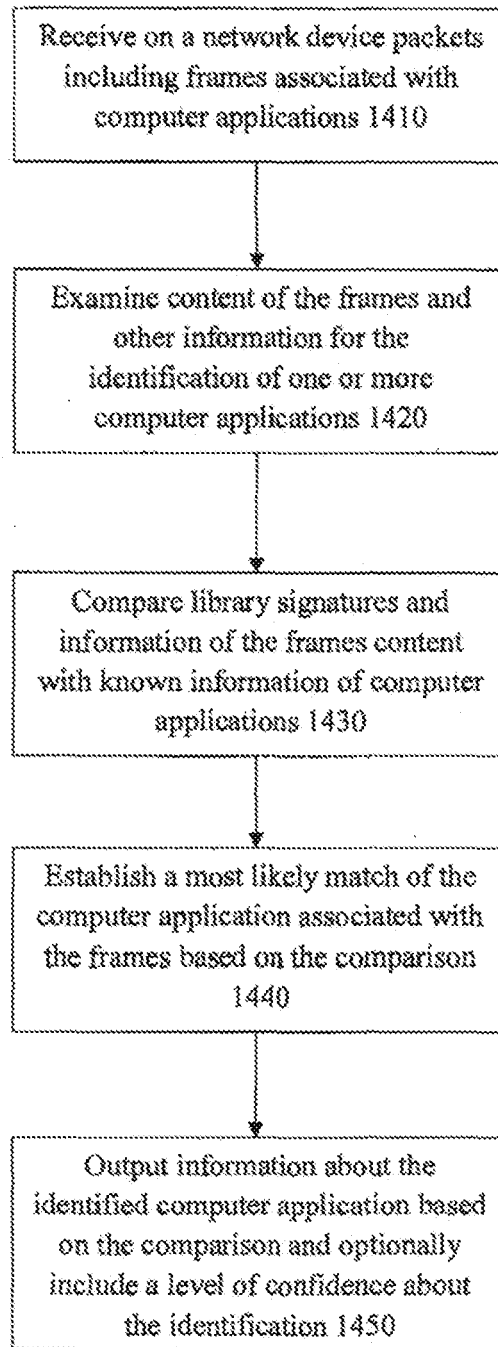 Receive on a network device packets
including frames associated with
computer applications 1410
Examine content of the frames and
other information for the
identification of one or more
computer applications 1420
Compare library signatures and
information of the frames content
with known information of computer
applications 1430
Establish a most likely match of the
computer application associated with
the frames based on the comparison
1440
Output information about the
identified computer application based
on the comparison and optionally
include a level of confidence about
the identification 1450